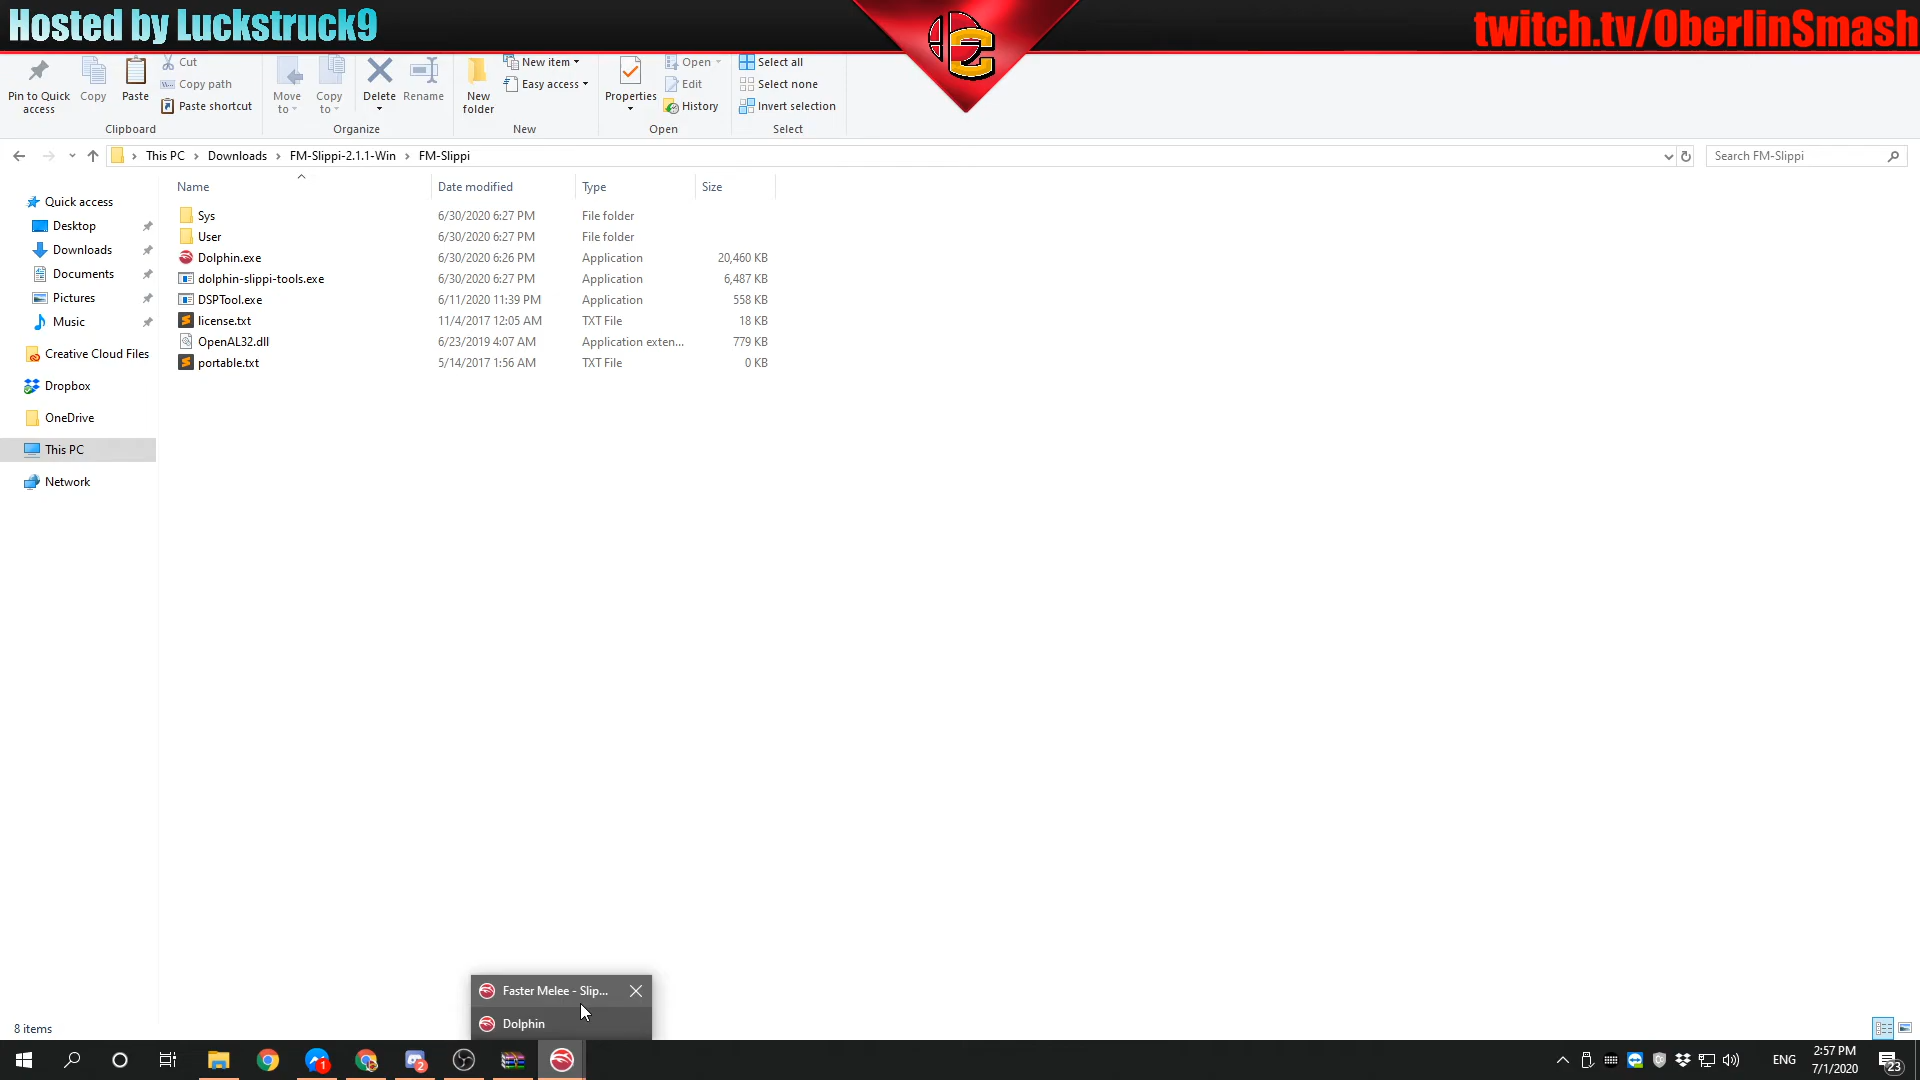 Hosted by Luckstruck9
twitch.tv/OberlinSmash
Pin to Quick access
Copy
Paste
Cut
Copy path
Paste shortcut
Clipboard
Move to
Copy to
Delete
Rename
Organize
New folder
New item
Easy access
New
Properties
Open
Edit
History
Open
Select all
Select none
Invert selection
Select
This PC > Downloads > FM-Slippi-2.1.1-Win > FM-Slippi
Search FM-Slippi
Name Date modified Type Size
Quick access
Desktop
Downloads
Documents
Pictures
Music
Creative Cloud Files
Dropbox
OneDrive
This PC
Network
Sys 6/30/2020 6:27 PM File folder
User 6/30/2020 6:27 PM File folder
Dolphin.exe 6/30/2020 6:26 PM Application 20,460 KB
dolphin-slippi-tools.exe 6/30/2020 6:27 PM Application 6,487 KB
DSPTool.exe 6/11/2020 11:39 PM Application 558 KB
license.txt 11/4/2017 12:05 AM TXT File 18 KB
OpenAL32.dll 6/23/2019 4:07 AM Application exten... 779 KB
portable.txt 5/14/2017 1:56 AM TXT File 0 KB
Faster Melee - Slip...
Dolphin
8 items
1
2
ENG
2:57 PM
7/1/2020
23